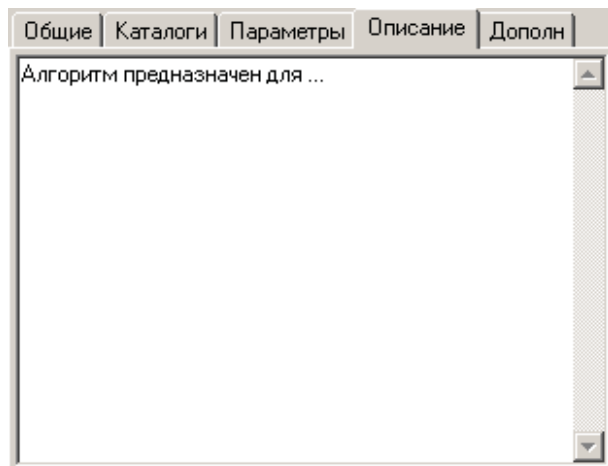 Общие Каталоги Параметры Описание Дополн
Алгоритм предназначен для ...